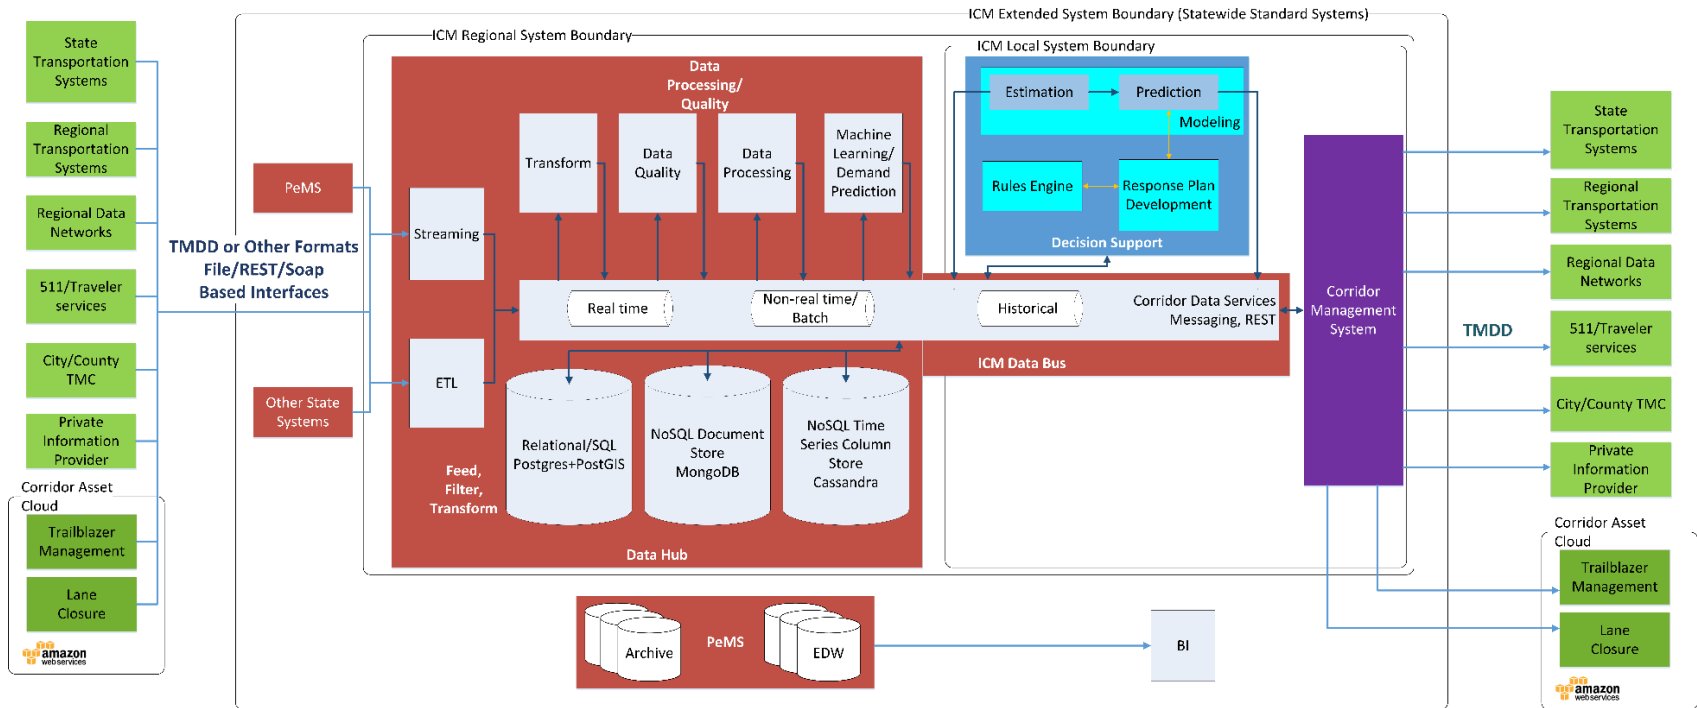 ICM Extended System Boundary (Statewide Standard Systems)
ICM Regional System Boundary
ICM Local System Boundary
State
Transportation
Systems
Regional
Transportation
Systems
Regional Data
Networks
511/Traveler
services
City/County
TMC
Private
Information
Provider
Corridor Asset
Cloud
Trailblazer
Management
Lane
Closure
amazon
web services
TMDD or Other Formats
File/REST/Soap
Based Interfaces
PeMS
Other State
Systems
Data
Processing/
Quality
Streaming
ETL
Transform
Data
Quality
Data
Processing
Machine
Learning/
Demand
Prediction
Real time
Non-real time/
Batch
Historical
Corridor Data Services
Messaging, REST
ICM Data Bus
Feed,
Filter,
Transform
Relational/SQL
Postgres+PostGIS
NoSQL Document
Store
MongoDB
NoSQL Time
Series Column
Store
Cassandra
Data Hub
Estimation
Prediction
Modeling
Rules Engine
Response Plan
Development
Decision Support
Corridor
Management
System
Archive
PeMS
EDW
BI
TMDD
State
Transportation
Systems
Regional
Transportation
Systems
Regional Data
Networks
511/Traveler
services
City/County TMC
Private
Information
Provider
Corridor Asset
Cloud
Trailblazer
Management
Lane
Closure
amazon
web services